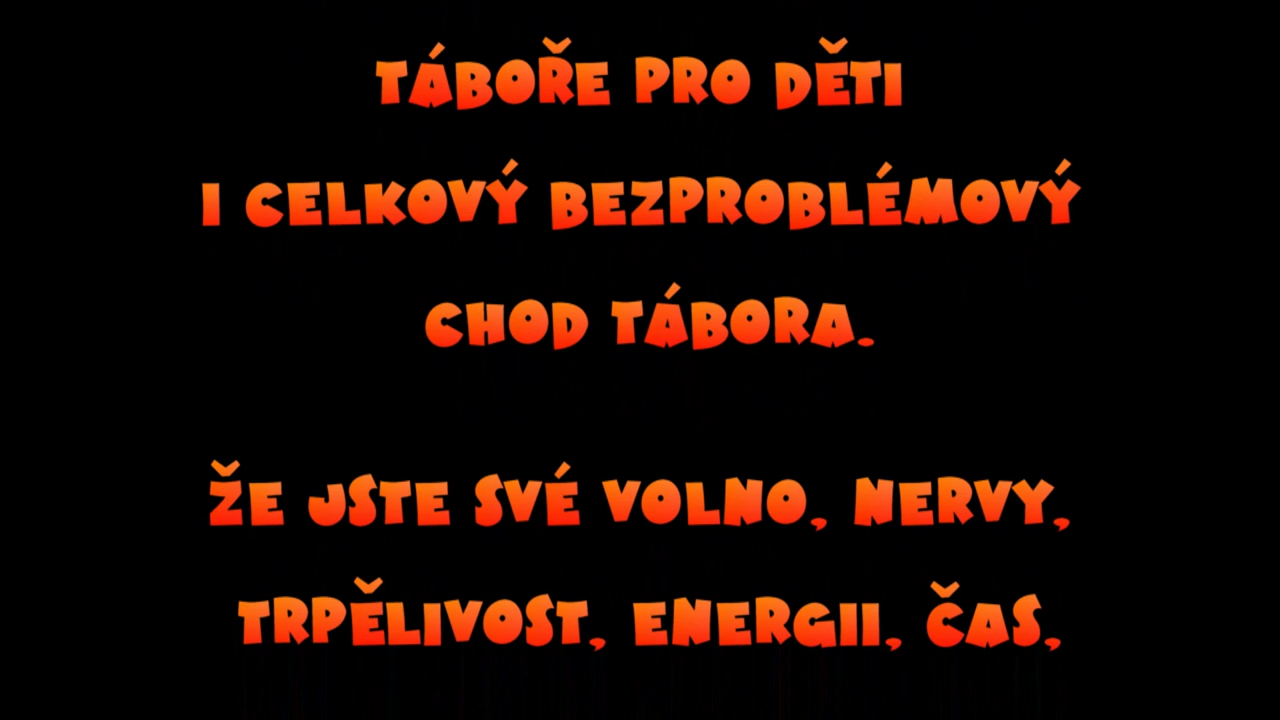 TÁBOŘE PRO DĚTI
I CELKOVÝ BEZPROBLÉMOVÝ
CHOD TÁBORA.
ŽE JSTE SVÉ VOLNO, NERVY,
TRPĚLIVOST, ENERGII, ČAS,